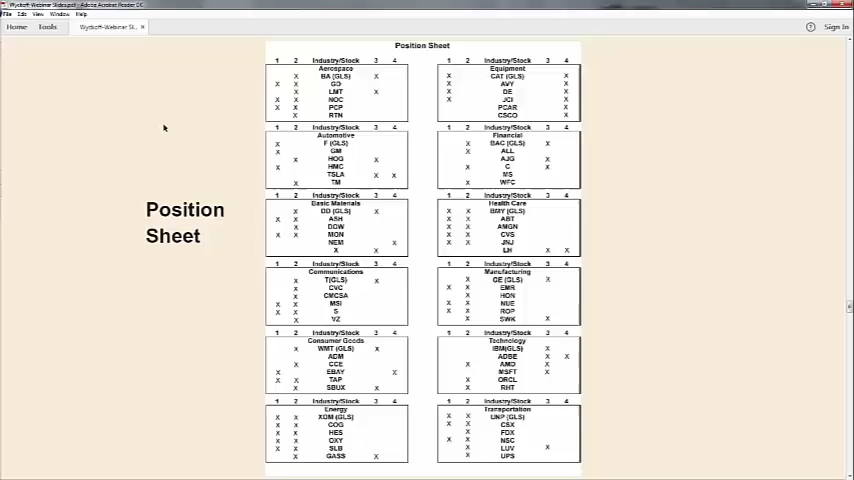 Wyckoff-Webinar Slides.pdf - Adobe Acrobat Reader DC
File Edit View Window Help
Home Tools Wyckoff-Webinar Sl... × Sign In
Position
Sheet
Position Sheet
1 2 Industry/Stock 3 4
Aerospace
X BA (GLS) X
X X GD
X LMT X
X X NOC
X X PCP
X RTN
1 2 Industry/Stock 3 4
Automotive
X F (GLS)
X GM
X HOG X
X HMC
TSLA X X
X TM
1 2 Industry/Stock 3 4
Basic Materials
X DD (GLS) X
X X ASH
X DOW
X X MON
NEM X
X X
1 2 Industry/Stock 3 4
Communications
X T(GLS) X
X CVC
X CMCSA
X X MSI
X X S
X VZ
1 2 Industry/Stock 3 4
Consumer Goods
X WMT (GLS) X
ADM
X CCE
X EBAY X
X X TAP
X SBUX X
1 2 Industry/Stock 3 4
Energy
X X XOM (GLS)
X X COG
X X HES
X X OXY
X X SLB
X GASS X
1 2 Industry/Stock 3 4
Equipment
X CAT (GLS) X
X AVY X
X DE X
X JCI X
PCAR X
CSCO X
1 2 Industry/Stock 3 4
Financial
X BAC (GLS) X
X ALL
AJG X
X C X
MS
X WFC
1 2 Industry/Stock 3 4
Health Care
X X BMY (GLS)
X X ABT
X X AMGN
X X CVS
X X JNJ
LH X X
1 2 Industry/Stock 3 4
Manufacturing
X GE (GLS) X
X X EMR
X HON
X X NUE
X X ROP
X SWK X
1 2 Industry/Stock 3 4
Technology
IBM(GLS) X
ADBE X X
X AMD X
MSFT X
X ORCL
X RHT
1 2 Industry/Stock 3 4
Transportation
X X UNP (GLS)
X X CSX
X FDX
X X NSC
X LUV X
X UPS